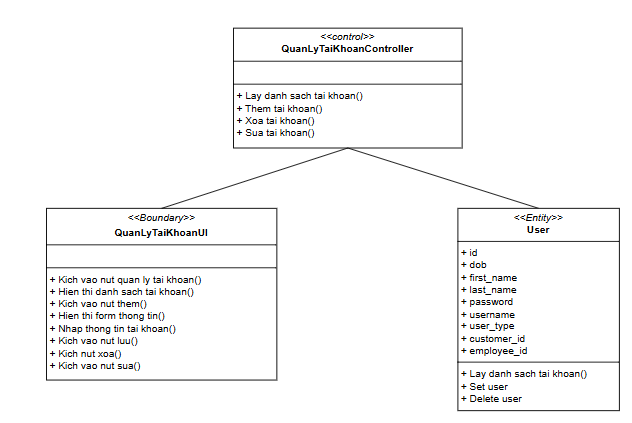 <<control>>
QuanLyTaiKhoanController
+ Lay danh sach tai khoan()
+ Them tai khoan()
+ Xoa tai khoan()
+ Sua tai khoan()
<<Boundary>>
QuanLyTaiKhoanUI
+ Kich vao nut quan ly tai khoan()
+ Hien thi danh sach tai khoan()
+ Kich vao nut them()
+ Hien thi form thong tin()
+ Nhap thong tin tai khoan()
+ Kich vao nut luu()
+ Kich nut xoa()
+ Kich vao nut sua()
<<Entity>>
User
+ id
+ dob
+ first_name
+ last_name
+ password
+ username
+ user_type
+ customer_id
+ employee_id
+ Lay danh sach tai khoan()
+ Set user
+ Delete user